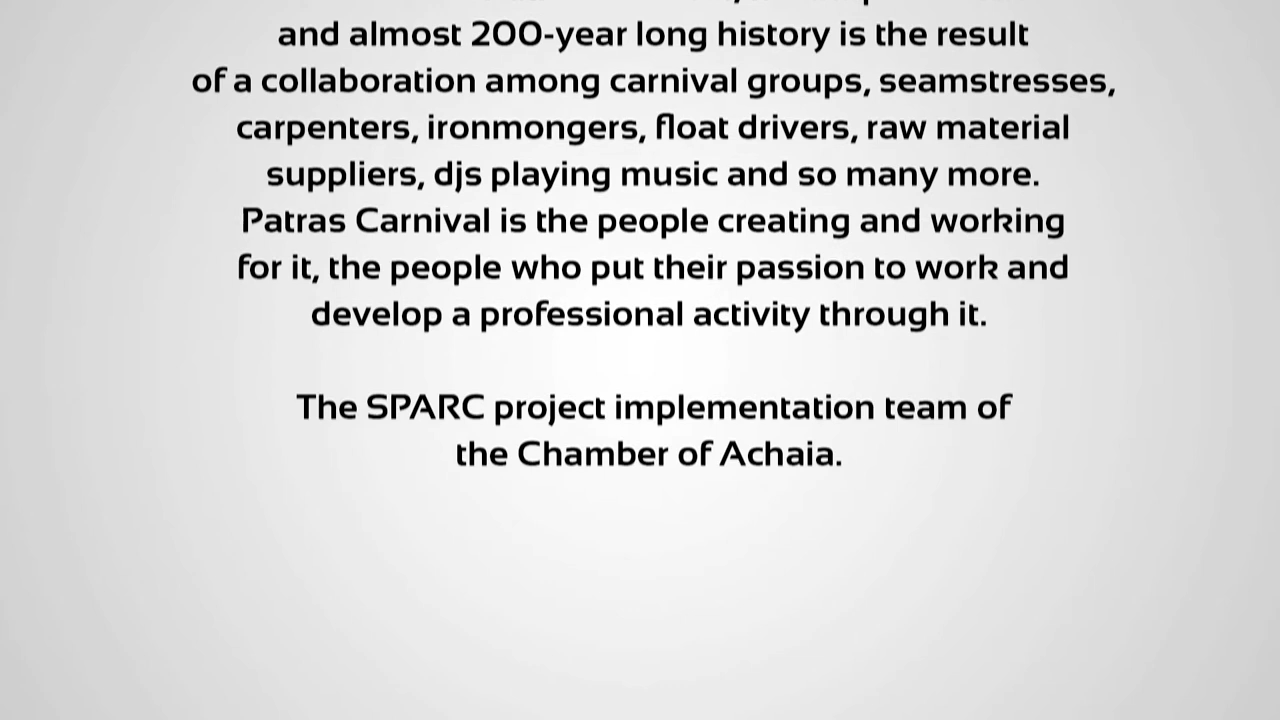 and almost 200-year long history is the result
of a collaboration among carnival groups, seamstresses,
carpenters, ironmongers, float drivers, raw material
suppliers, djs playing music and so many more.
Patras Carnival is the people creating and working
for it, the people who put their passion to work and
develop a professional activity through it.
The SPARC project implementation team of
the Chamber of Achaia.